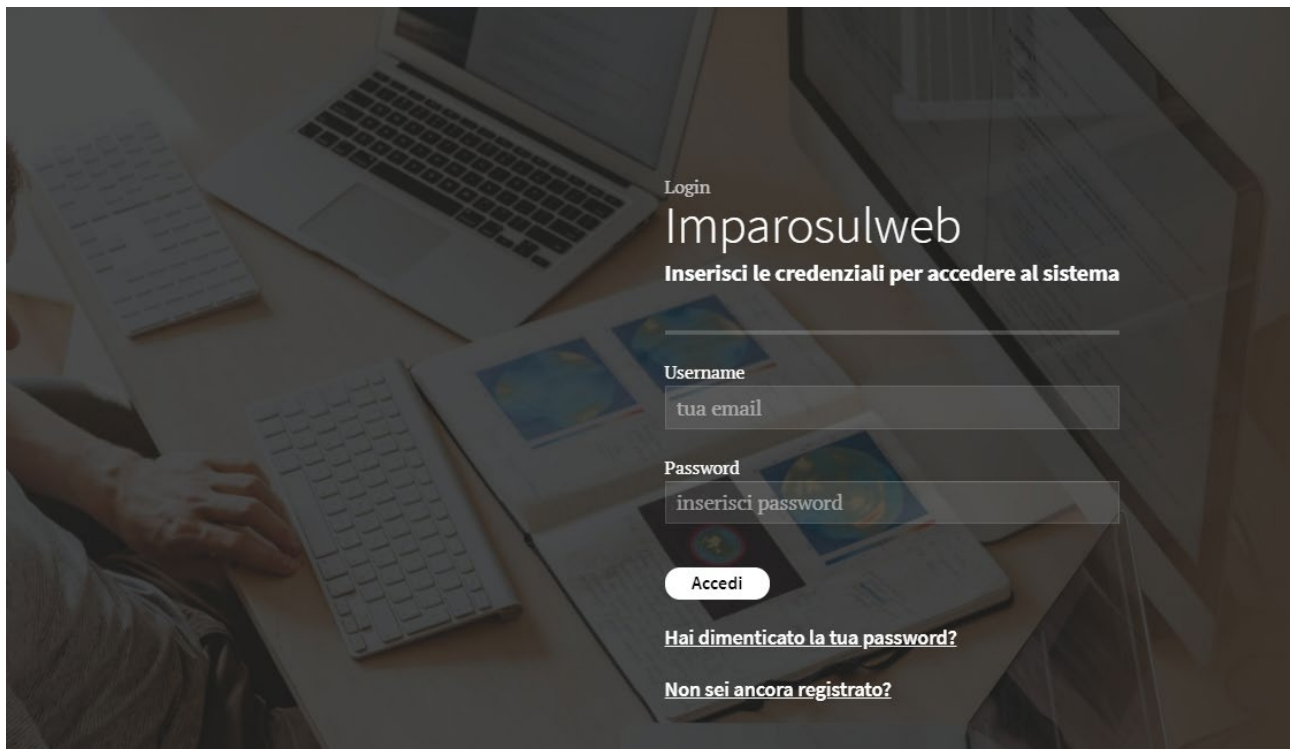 Login
Imparosulweb
Inserisci le credenziali per accedere al sistema
Username
tua email
Password
inserisci password
Accedi
Hai dimenticato la tua password?
Non sei ancora registrato?